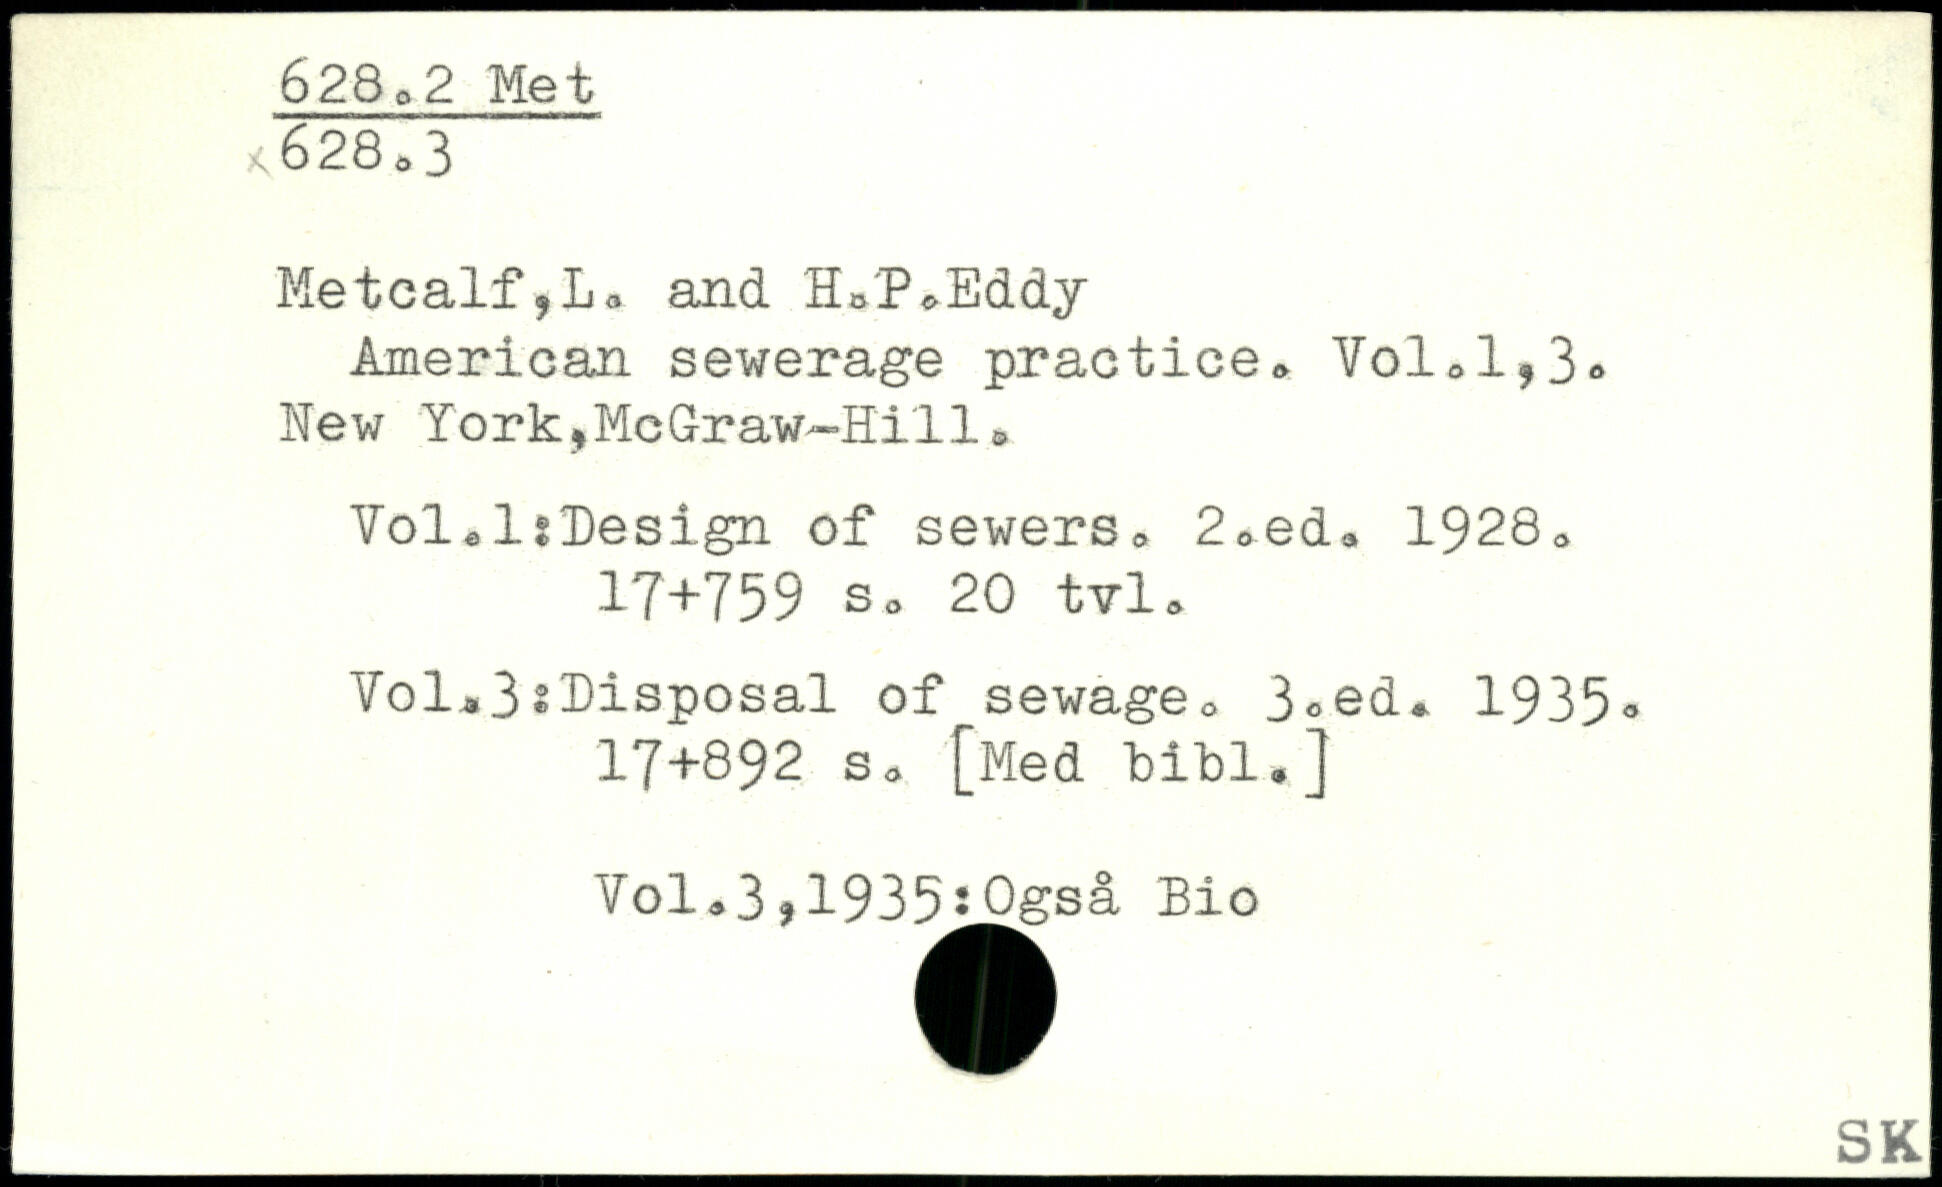 628.2 Met
x 628.3
Metcalf,L. and H.P.Eddy
American sewerage practice. Vol.1,3.
New York,McGraw-Hill.
Vol.1:Design of sewers. 2.ed. 1928.
17+759 s. 20 tvl.
Vol.3:Disposal of sewage. 3.ed. 1935.
17+892 s. [Med bibl.]
Vol.3,1935:Også Bio
SK